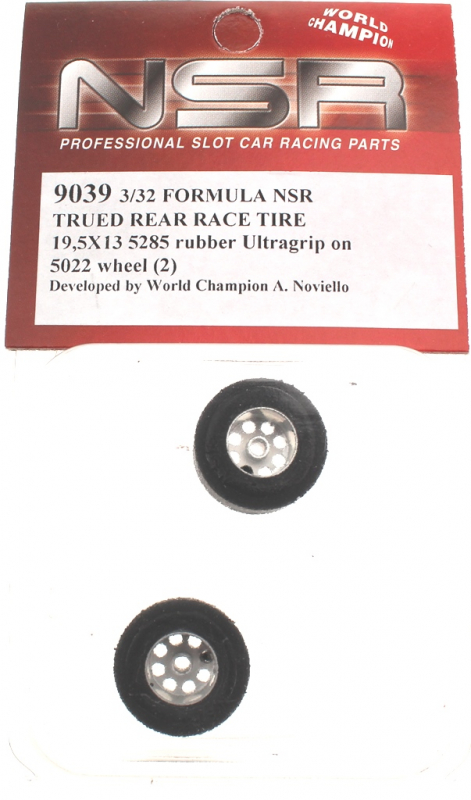 WORLD
CHAMPION
NSR
PROFESSIONAL SLOT CAR RACING PARTS
9039 3/32 FORMULA NSR
TRUED REAR RACE TIRE
19,5X13 5285 rubber Ultragrip on
5022 wheel (2)
Developed by World Champion A. Noviello